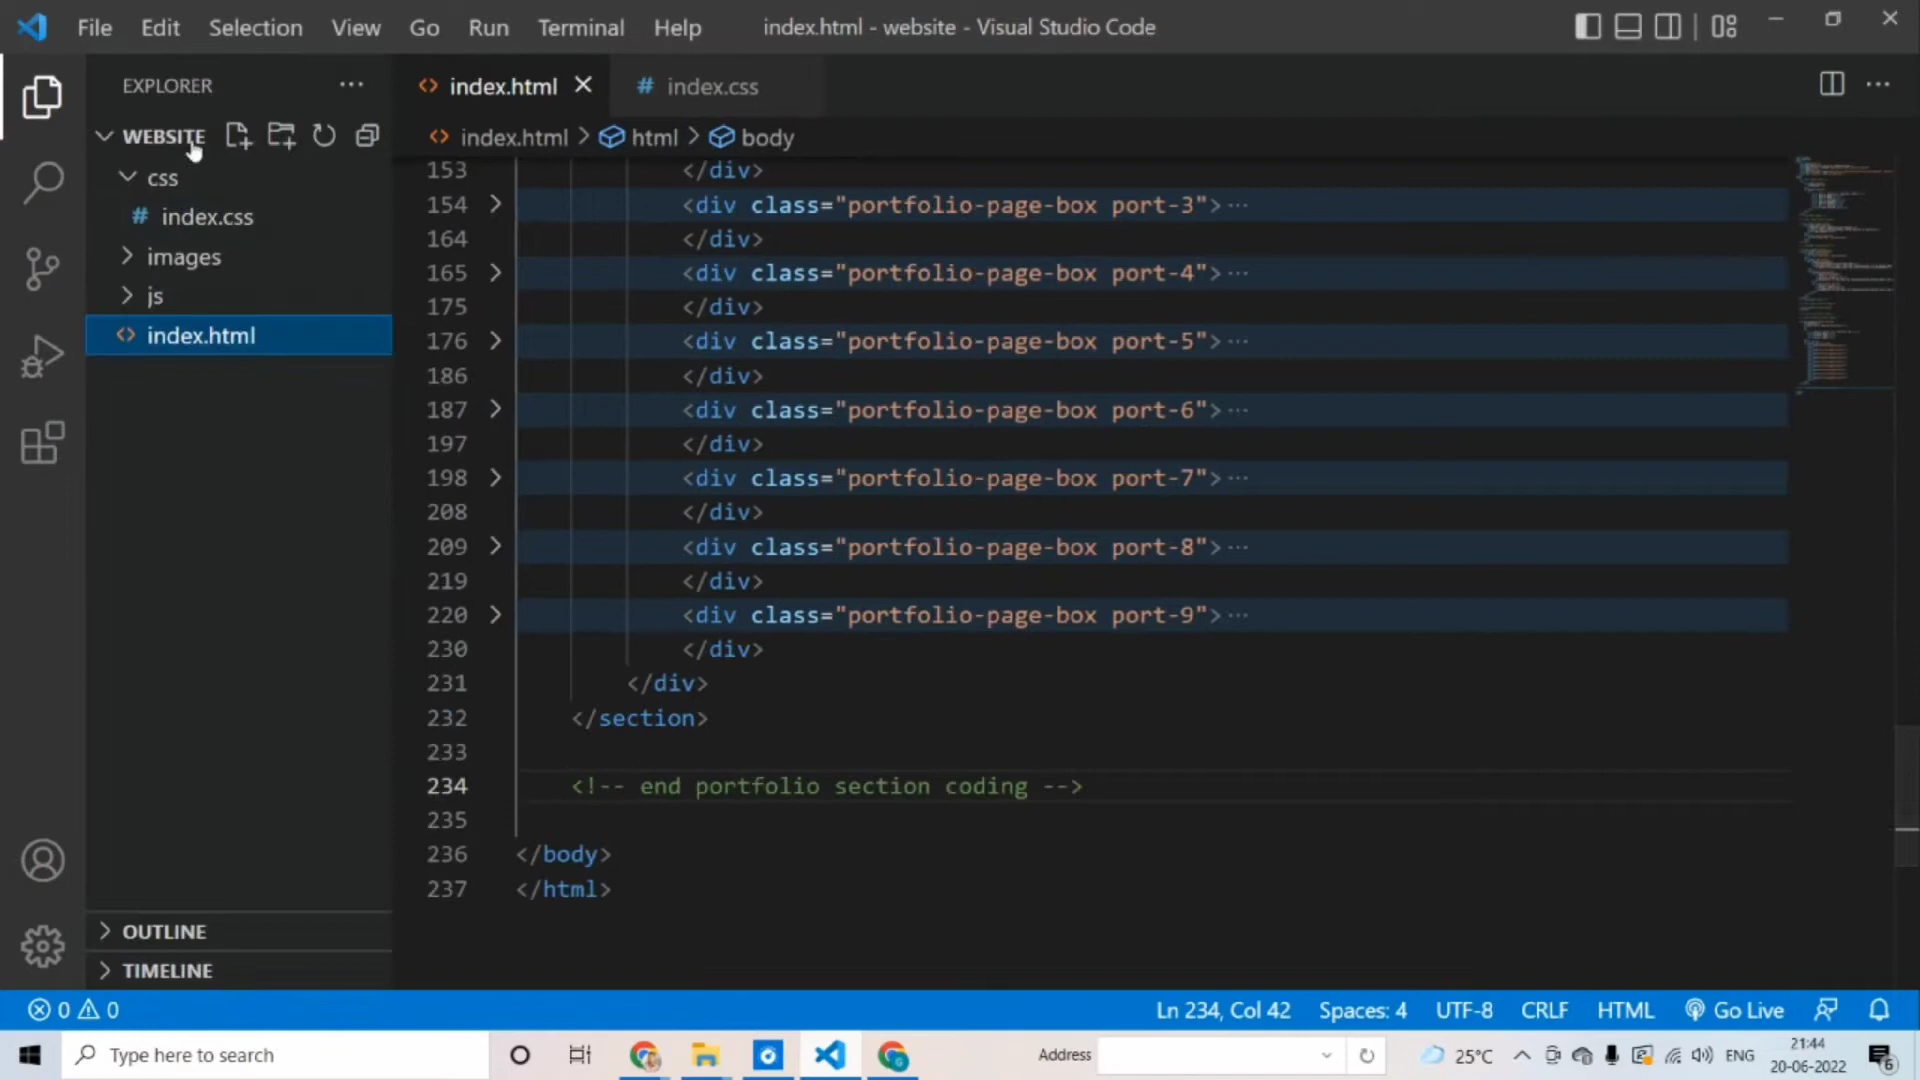 File Edit Selection View Go Run Terminal Help index.html - website - Visual Studio Code
EXPLORER
index.html
# index.css
WEBSITE
index.html > html > body
css
# index.css
images
js
index.html
153 </div>
154 <div class="portfolio-page-box port-3"> ···
164 </div>
165 <div class="portfolio-page-box port-4"> ···
175 </div>
176 <div class="portfolio-page-box port-5"> ···
186 </div>
187 <div class="portfolio-page-box port-6"> ···
197 </div>
198 <div class="portfolio-page-box port-7"> ···
208 </div>
209 <div class="portfolio-page-box port-8"> ···
219 </div>
220 <div class="portfolio-page-box port-9"> ···
230 </div>
231 </div>
232 </section>
233
234 <!-- end portfolio section coding -->
235
236 </body>
237 </html>
OUTLINE
TIMELINE
0 0 Ln 234, Col 42 Spaces: 4 UTF-8 CRLF HTML Go Live
Type here to search Address 25°C ENG 21:44
20-06-2022 6